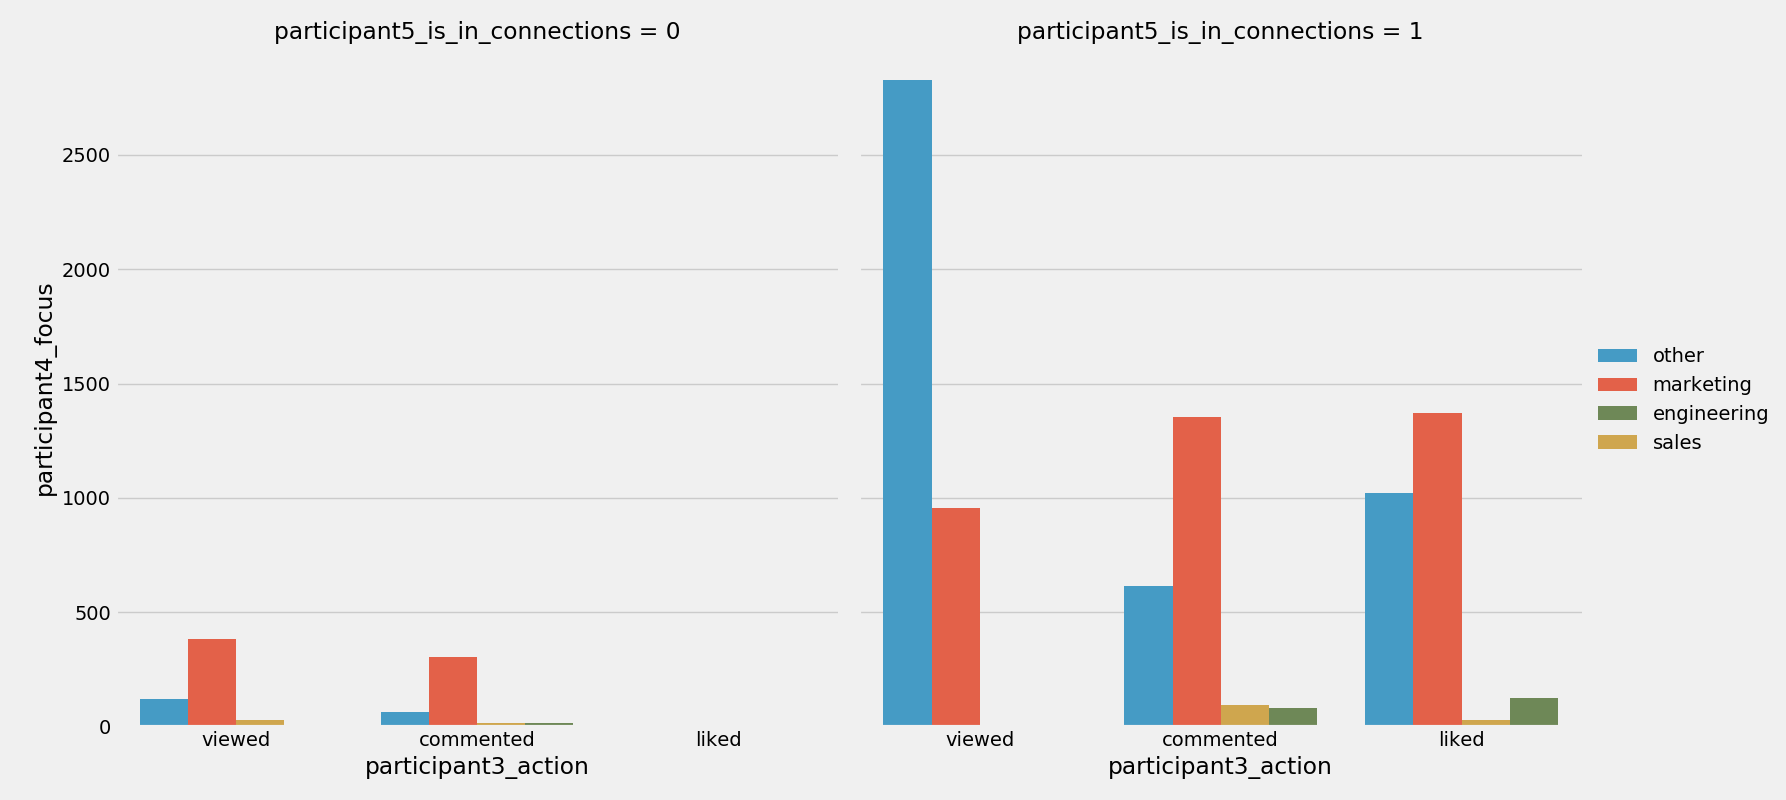 participant5_is_in_connections = 0
participant5_is_in_connections = 1
participant4_focus
2500
2000
1500
1000
500
0
viewed
commented
liked
participant3_action
viewed
commented
liked
participant3_action
other
marketing
engineering
sales